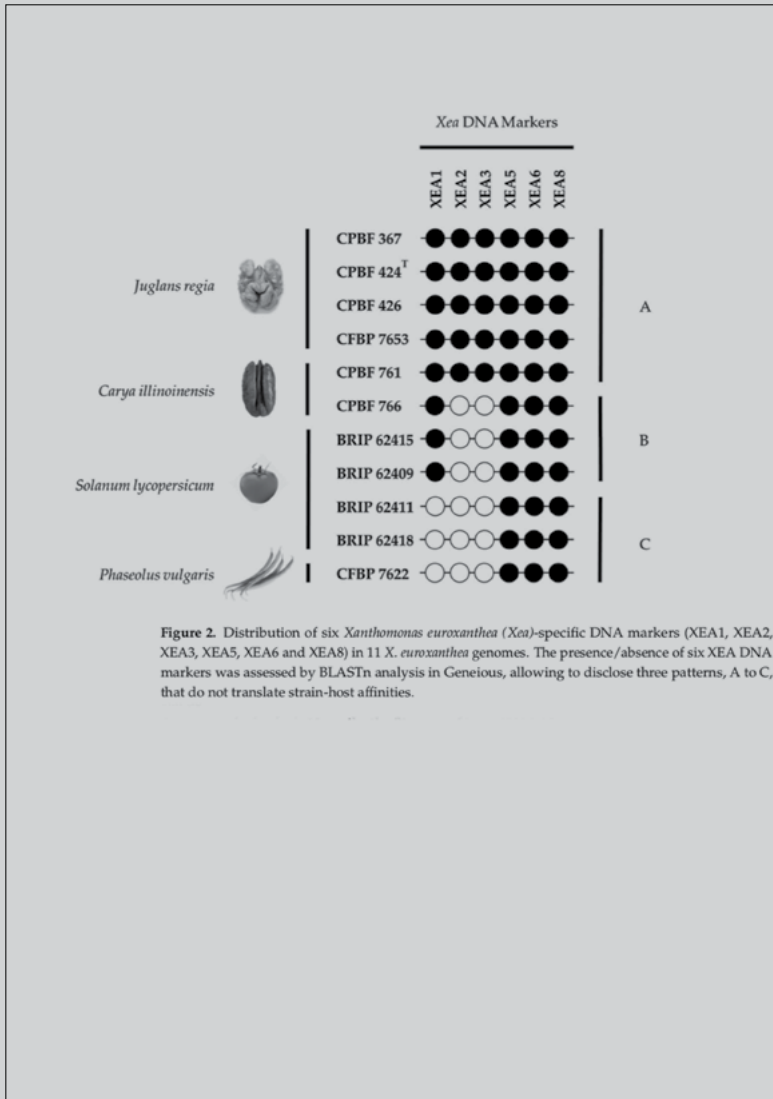 Xea DNA Markers
XEA1 XEA2 XEA3 XEA5 XEA6 XEA8
CPBF 367
CPBF 424T
Juglans regia
CPBF 426
A
CFBP 7653
CPBF 761
Carya illinoinensis
CPBF 766
BRIP 62415
B
BRIP 62409
Solanum lycopersicum
BRIP 62411
BRIP 62418
C
Phaseolus vulgaris
CFBP 7622
Figure 2. Distribution of six Xanthomonas euroxanthea (Xea)-specific DNA markers (XEA1, XEA2,
XEA3, XEA5, XEA6 and XEA8) in 11 X. euroxanthea genomes. The presence/absence of six XEA DNA
markers was assessed by BLASTn analysis in Geneious, allowing to disclose three patterns, A to C,
that do not translate strain-host affinities.